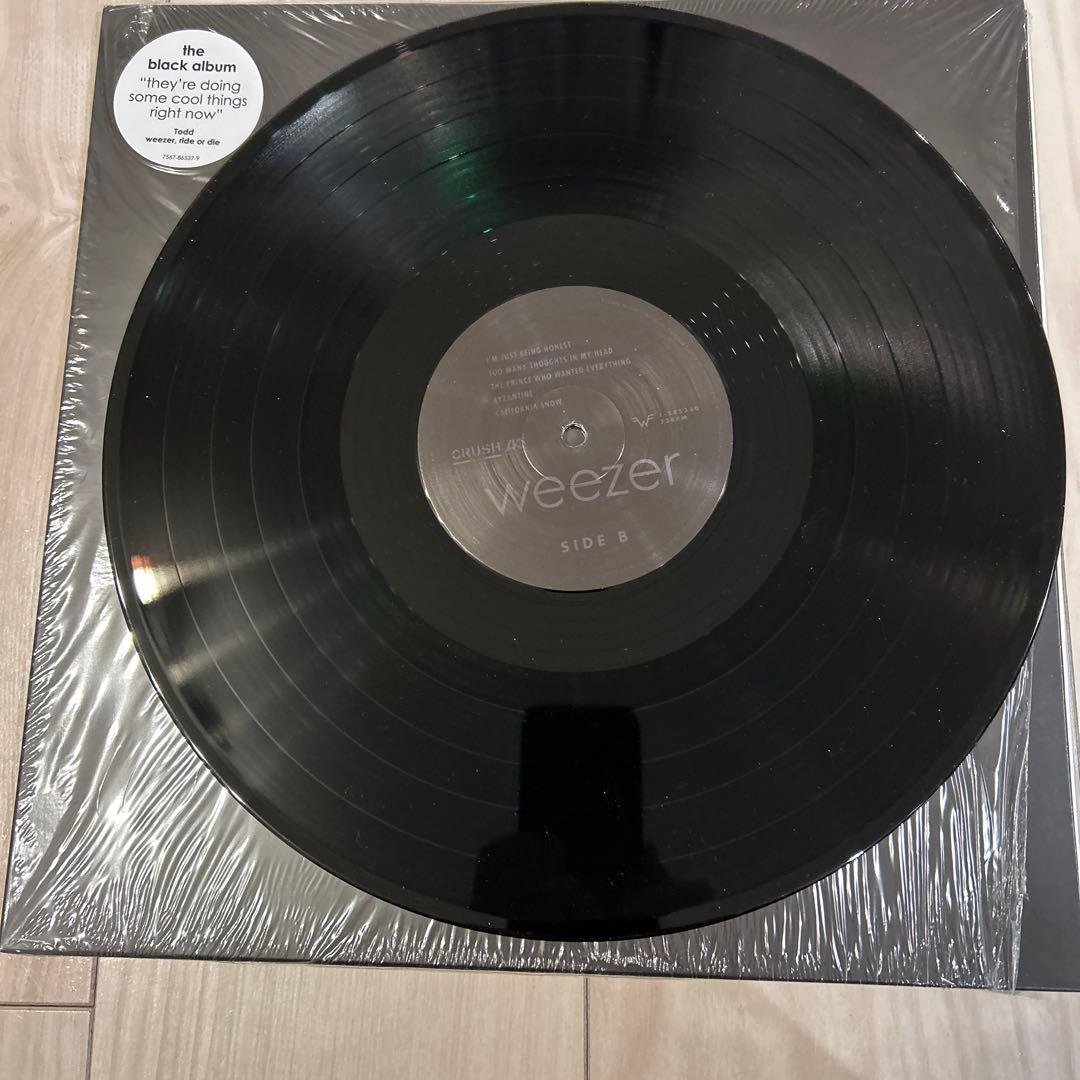 the
black album
“they're doing
some cool things
right now”
Todd
weezer, ride or die
7567-86537-9
I'M JUST BEING HONEST
TOO MANY THOUGHTS IN MY HEAD
THE PRINCE WHO WANTED EVERYTHING
BYZANTINE
CALIFORNIA SNOW
33RPM
CRUSH
weezer
SIDE B